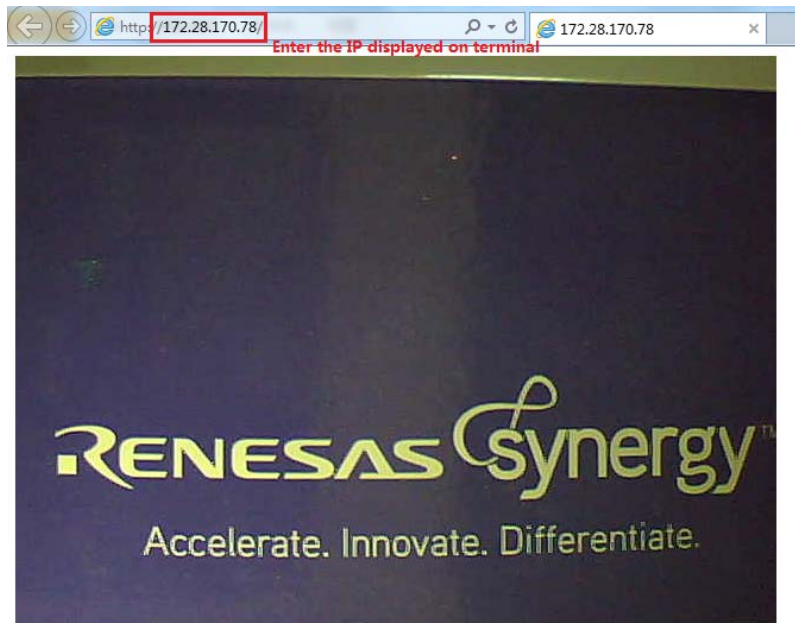 http://172.28.170.78/
172.28.170.78
Enter the IP displayed on terminal
RENESAS synergy™
Accelerate. Innovate. Differentiate.